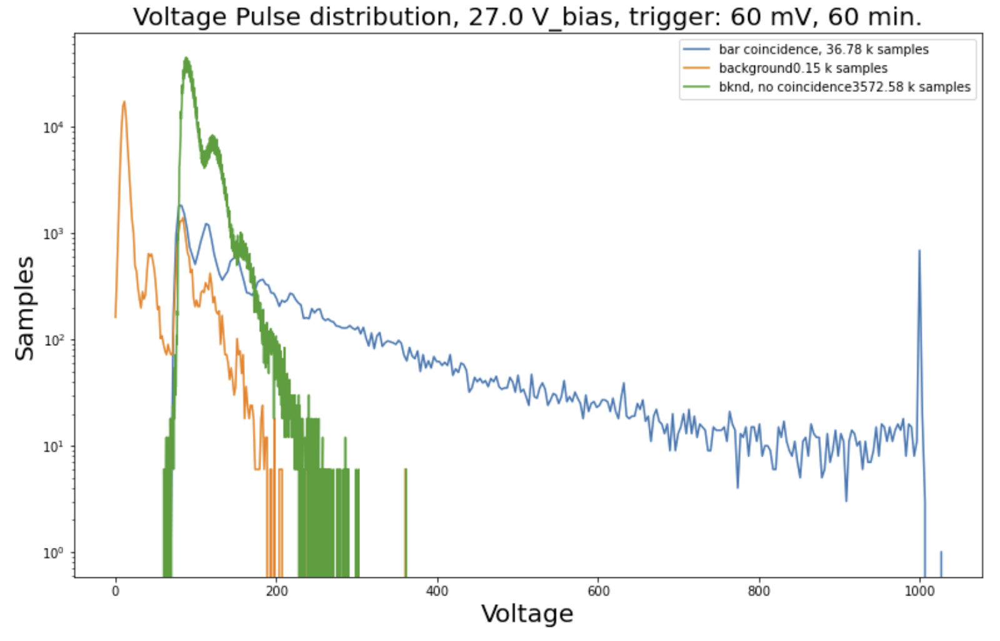 Voltage Pulse distribution, 27.0 V_bias, trigger: 60 mV, 60 min.
bar coincidence, 36.78 k samples
background0.15 k samples
bknd, no coincidence3572.58 k samples
10⁴
10³
10²
10¹
10⁰
Samples
0 200 400 600 800 1000
Voltage